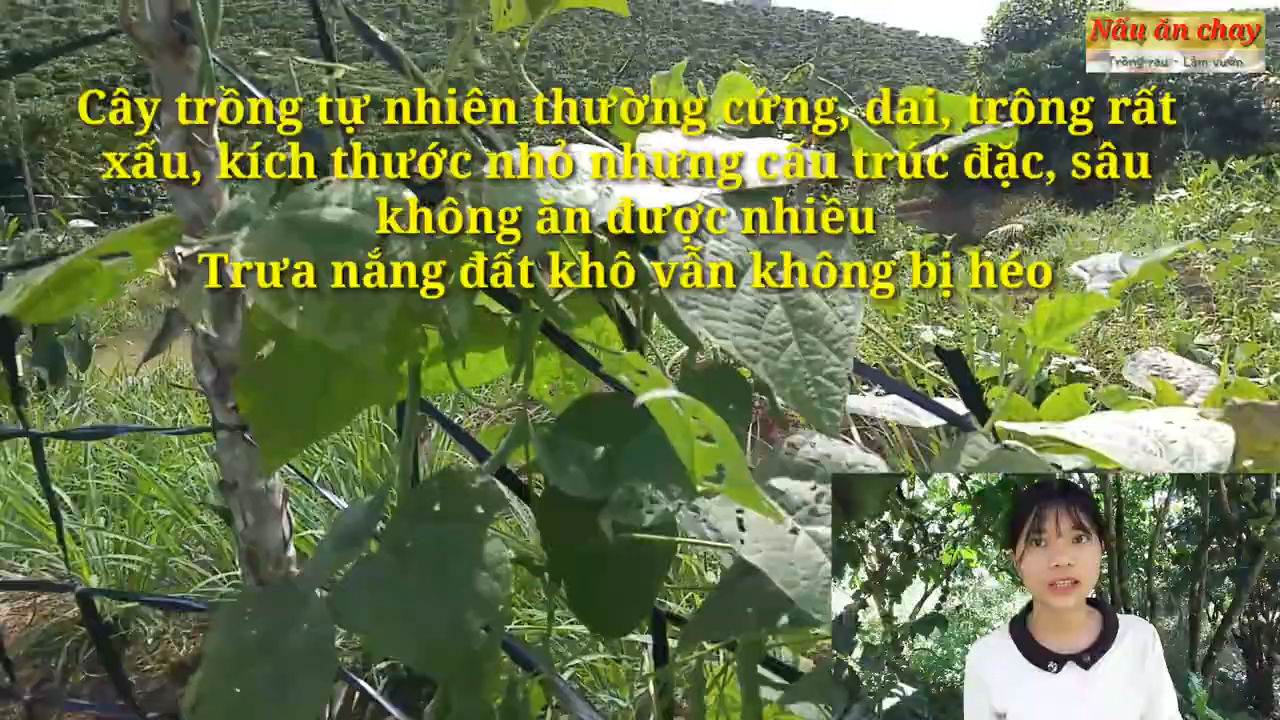 Nấu ăn chay
Trồng rau - Làm vườn
Cây trồng tự nhiên thường cứng, dai, trông rất
xấu, kích thước nhỏ nhưng cấu trúc đặc, sâu
không ăn được nhiều
Trưa nắng đất khô vẫn không bị héo